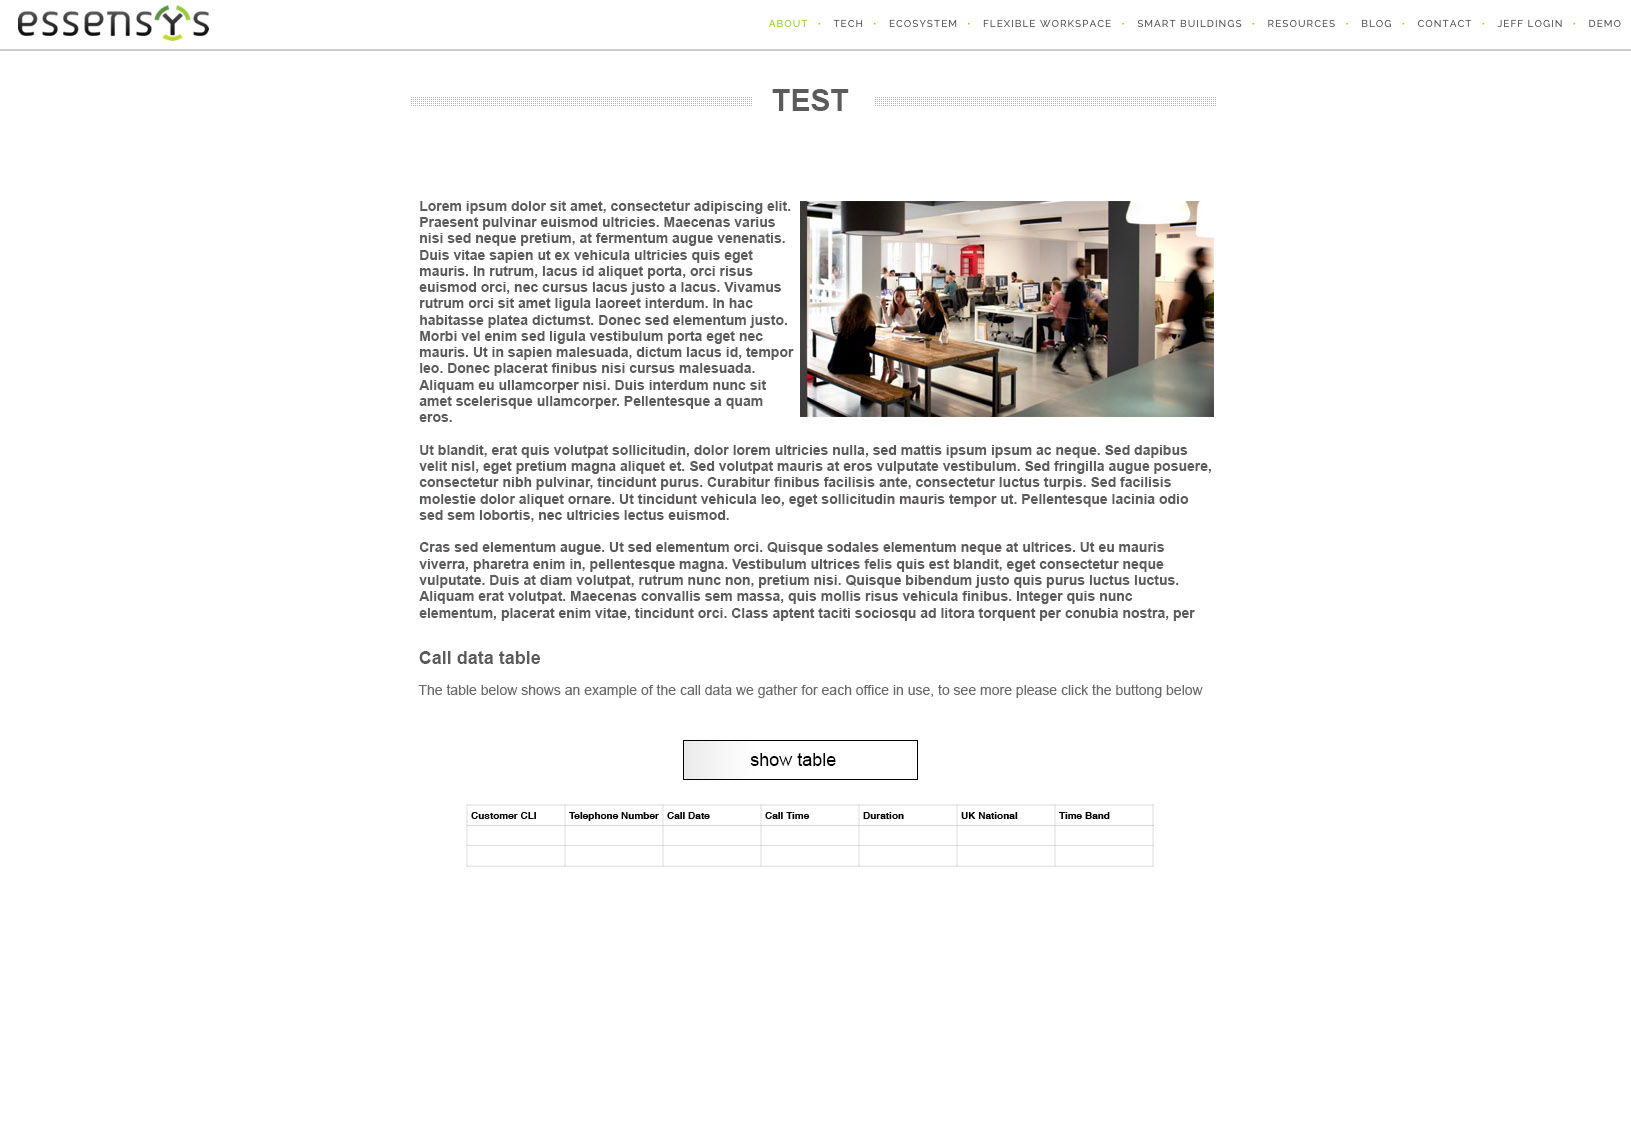 essensys
ABOUT • TECH • ECOSYSTEM • FLEXIBLE WORKSPACE • SMART BUILDINGS • RESOURCES • BLOG • CONTACT • JEFF LOGIN • DEMO
TEST
Lorem ipsum dolor sit amet, consectetur adipiscing elit.
Praesent pulvinar euismod ultricies. Maecenas varius
nisi sed neque pretium, at fermentum augue venenatis.
Duis vitae sapien ut ex vehicula ultricies quis eget
mauris. In rutrum, lacus id aliquet porta, orci risus
euismod orci, nec cursus lacus justo a lacus. Vivamus
rutrum orci sit amet ligula laoreet interdum. In hac
habitasse platea dictumst. Donec sed elementum justo.
Morbi vel enim sed ligula vestibulum porta eget nec
mauris. Ut in sapien malesuada, dictum lacus id, tempor
leo. Donec placerat finibus nisi cursus malesuada.
Aliquam eu ullamcorper nisi. Duis interdum nunc sit
amet scelerisque ullamcorper. Pellentesque a quam
eros.
Ut blandit, erat quis volutpat sollicitudin, dolor lorem ultricies nulla, sed mattis ipsum ipsum ac neque. Sed dapibus
velit nisl, eget pretium magna aliquet et. Sed volutpat mauris at eros vulputate vestibulum. Sed fringilla augue posuere,
consectetur nibh pulvinar, tincidunt purus. Curabitur finibus facilisis ante, consectetur luctus turpis. Sed facilisis
molestie dolor aliquet ornare. Ut tincidunt vehicula leo, eget sollicitudin mauris tempor ut. Pellentesque lacinia odio
sed sem lobortis, nec ultricies lectus euismod.
Cras sed elementum augue. Ut sed elementum orci. Quisque sodales elementum neque at ultrices. Ut eu mauris
viverra, pharetra enim in, pellentesque magna. Vestibulum ultrices felis quis est blandit, eget consectetur neque
vulputate. Duis at diam volutpat, rutrum nunc non, pretium nisi. Quisque bibendum justo quis purus luctus luctus.
Aliquam erat volutpat. Maecenas convallis sem massa, quis mollis risus vehicula finibus. Integer quis nunc
elementum, placerat enim vitae, tincidunt orci. Class aptent taciti sociosqu ad litora torquent per conubia nostra, per
Call data table
The table below shows an example of the call data we gather for each office in use, to see more please click the buttong below
show table
Customer CLI Telephone Number Call Date Call Time Duration UK National Time Band